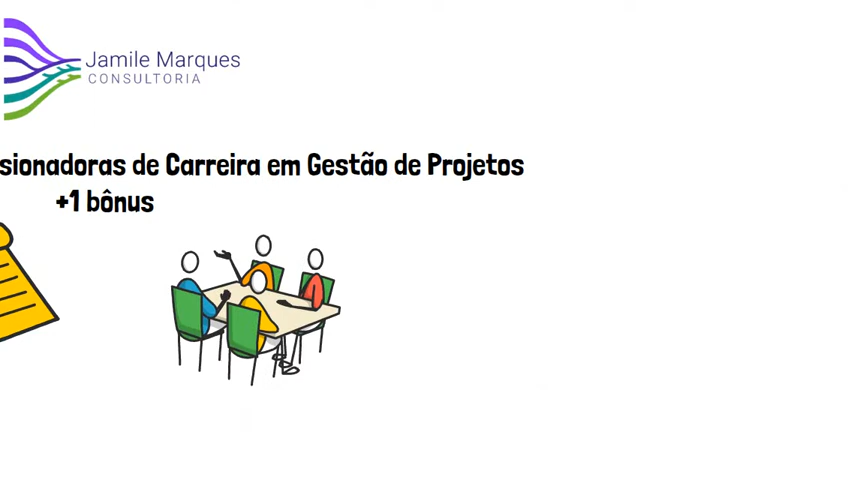 Jamile Marques
CONSULTORIA
sionadoras de Carreira em Gestão de Projetos
+1 bônus